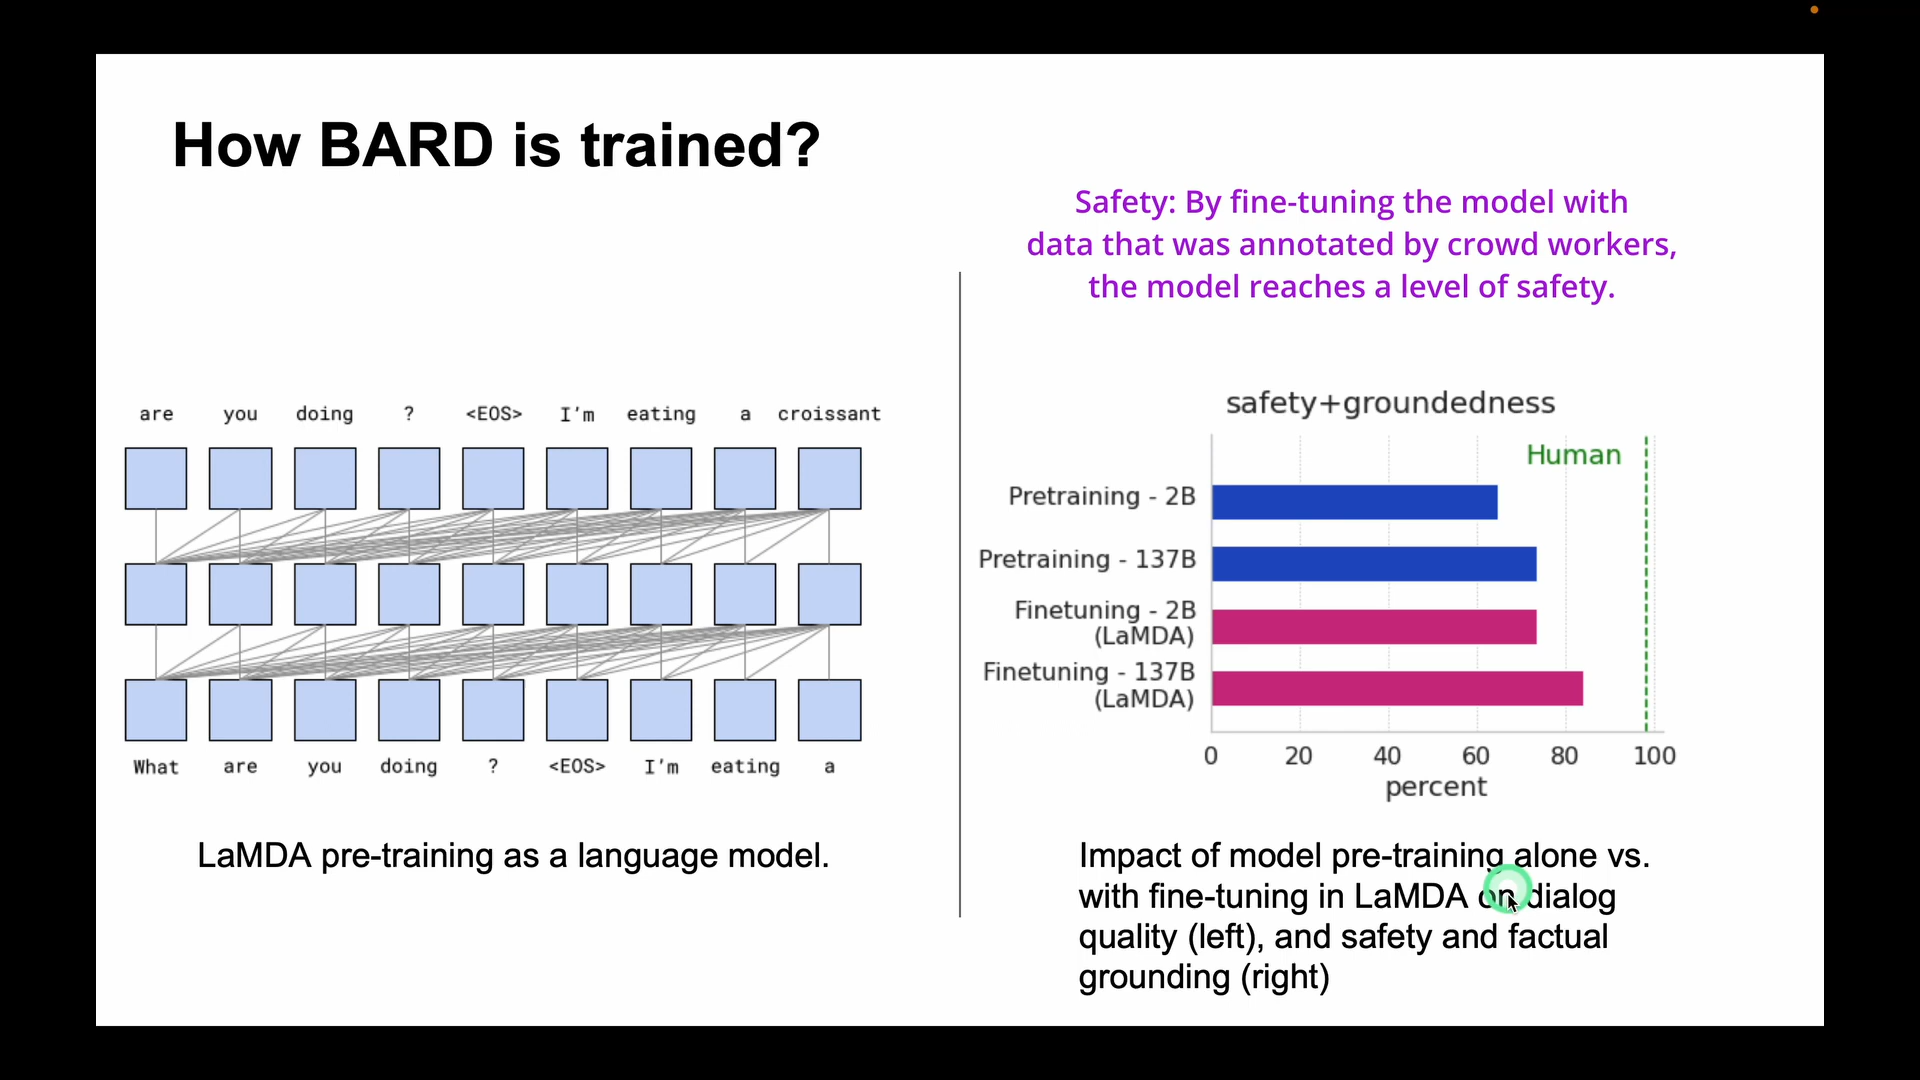 How BARD is trained?
Safety: By fine-tuning the model with
data that was annotated by crowd workers,
the model reaches a level of safety.
are you doing ? <EOS> I'm eating a croissant
What are you doing ? <EOS> I'm eating a
LaMDA pre-training as a language model.
safety+groundedness
Human
Pretraining - 2B
Pretraining - 137B
Finetuning - 2B
(LaMDA)
Finetuning - 137B
(LaMDA)
0 20 40 60 80 100
percent
Impact of model pre-training alone vs.
with fine-tuning in LaMDA on dialog
quality (left), and safety and factual
grounding (right)